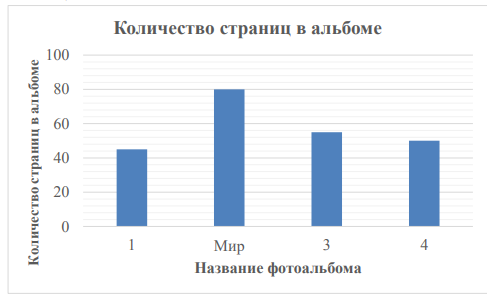 Количество страниц в альбоме
Количество страниц в альбоме
100
80
60
40
20
0
1 Мир 3 4
Название фотоальбома